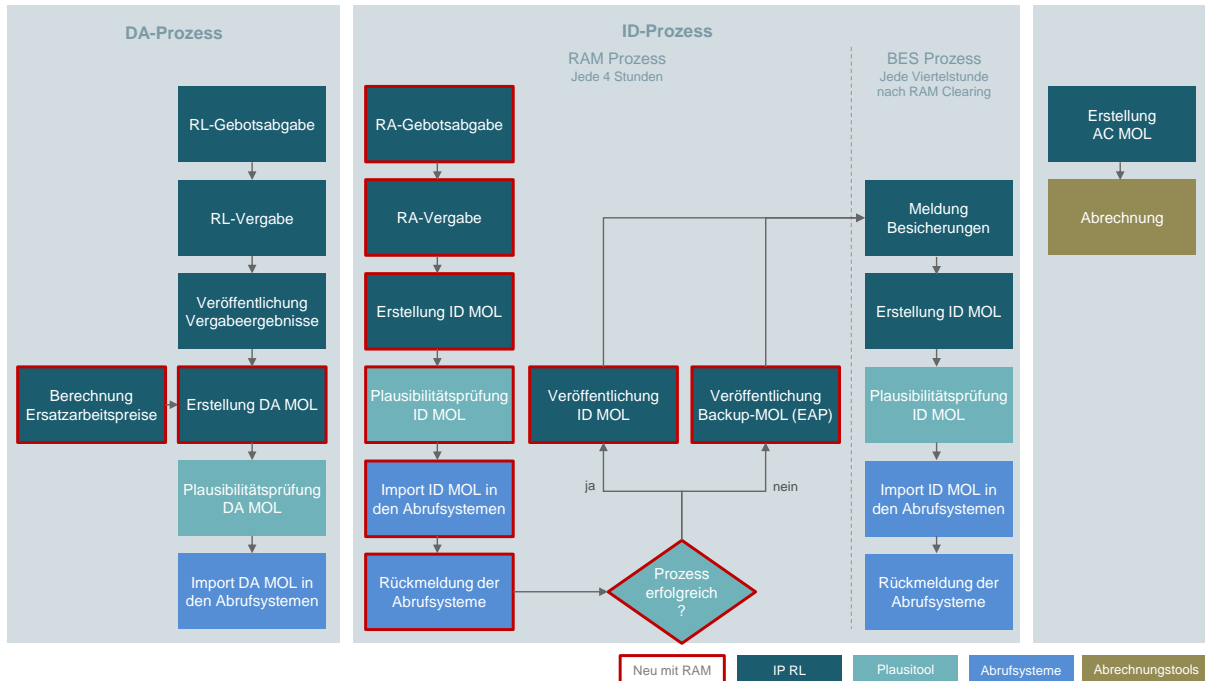 DA-Prozess
RL-Gebotsabgabe
RL-Vergabe
Veröffentlichung
Vergabeergebnisse
Berechnung
Ersatzarbeitspreise
Erstellung DA MOL
Plausibilitätsprüfung
DA MOL
Import DA MOL in
den Abrufsystemen
ID-Prozess
RAM Prozess
Jede 4 Stunden
RA-Gebotsabgabe
RA-Vergabe
Erstellung ID MOL
Plausibilitätsprüfung
ID MOL
Import ID MOL in
den Abrufsystemen
Rückmeldung der
Abrufsysteme
Prozess
erfolgreich
?
ja
nein
Veröffentlichung
ID MOL
Veröffentlichung
Backup-MOL (EAP)
BES Prozess
Jede Viertelstunde
nach RAM Clearing
Meldung
Besicherungen
Erstellung ID MOL
Plausibilitätsprüfung
ID MOL
Import ID MOL in
den Abrufsystemen
Rückmeldung der
Abrufsysteme
Erstellung
AC MOL
Abrechnung
Neu mit RAM
IP RL
Plausitool
Abrufsysteme
Abrechnungstools